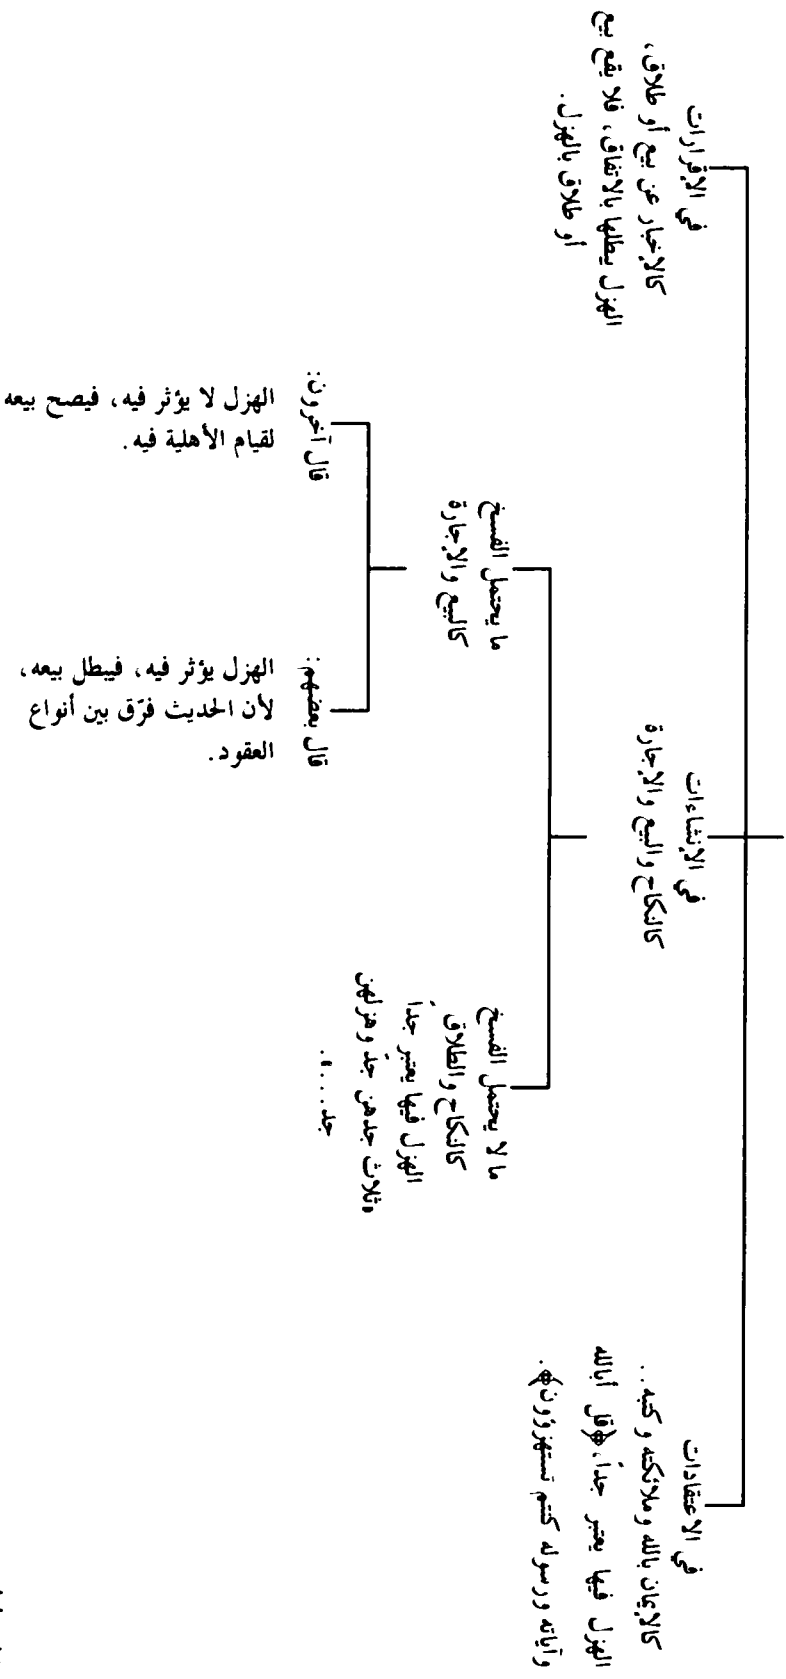 في الاعتقادات
كالإيمان بالله وملائكته وكتبه..
الهزل فيها يعتبر جداً، ﴿قل أبالله
وآياته ورسوله كنتم تستهزؤون﴾.
في الإنشاءات
كالنكاح والبيع والإجارة
في الإقرارات
كالإخبار عن بيع أو طلاق،
الهزل يبطلها بالاتفاق، فلا يقع بيع
أو طلاق بالهزل.
ما لا يحتمل الفسخ
كالنكاح والطلاق
الهزل فيها يعتبر جداً
«ثلاث جدهن جدّ وهزلهن
جد...».
ما يحتمل الفسخ
كالبيع والإجارة
قال بعضهم:
الهزل يؤثر فيه، فيبطل بيعه،
لأن الحديث فرّق بين أنواع
العقود.
قال آخرون:
الهزل لا يؤثر فيه، فيصح بيعه
لقيام الأهلية فيه.